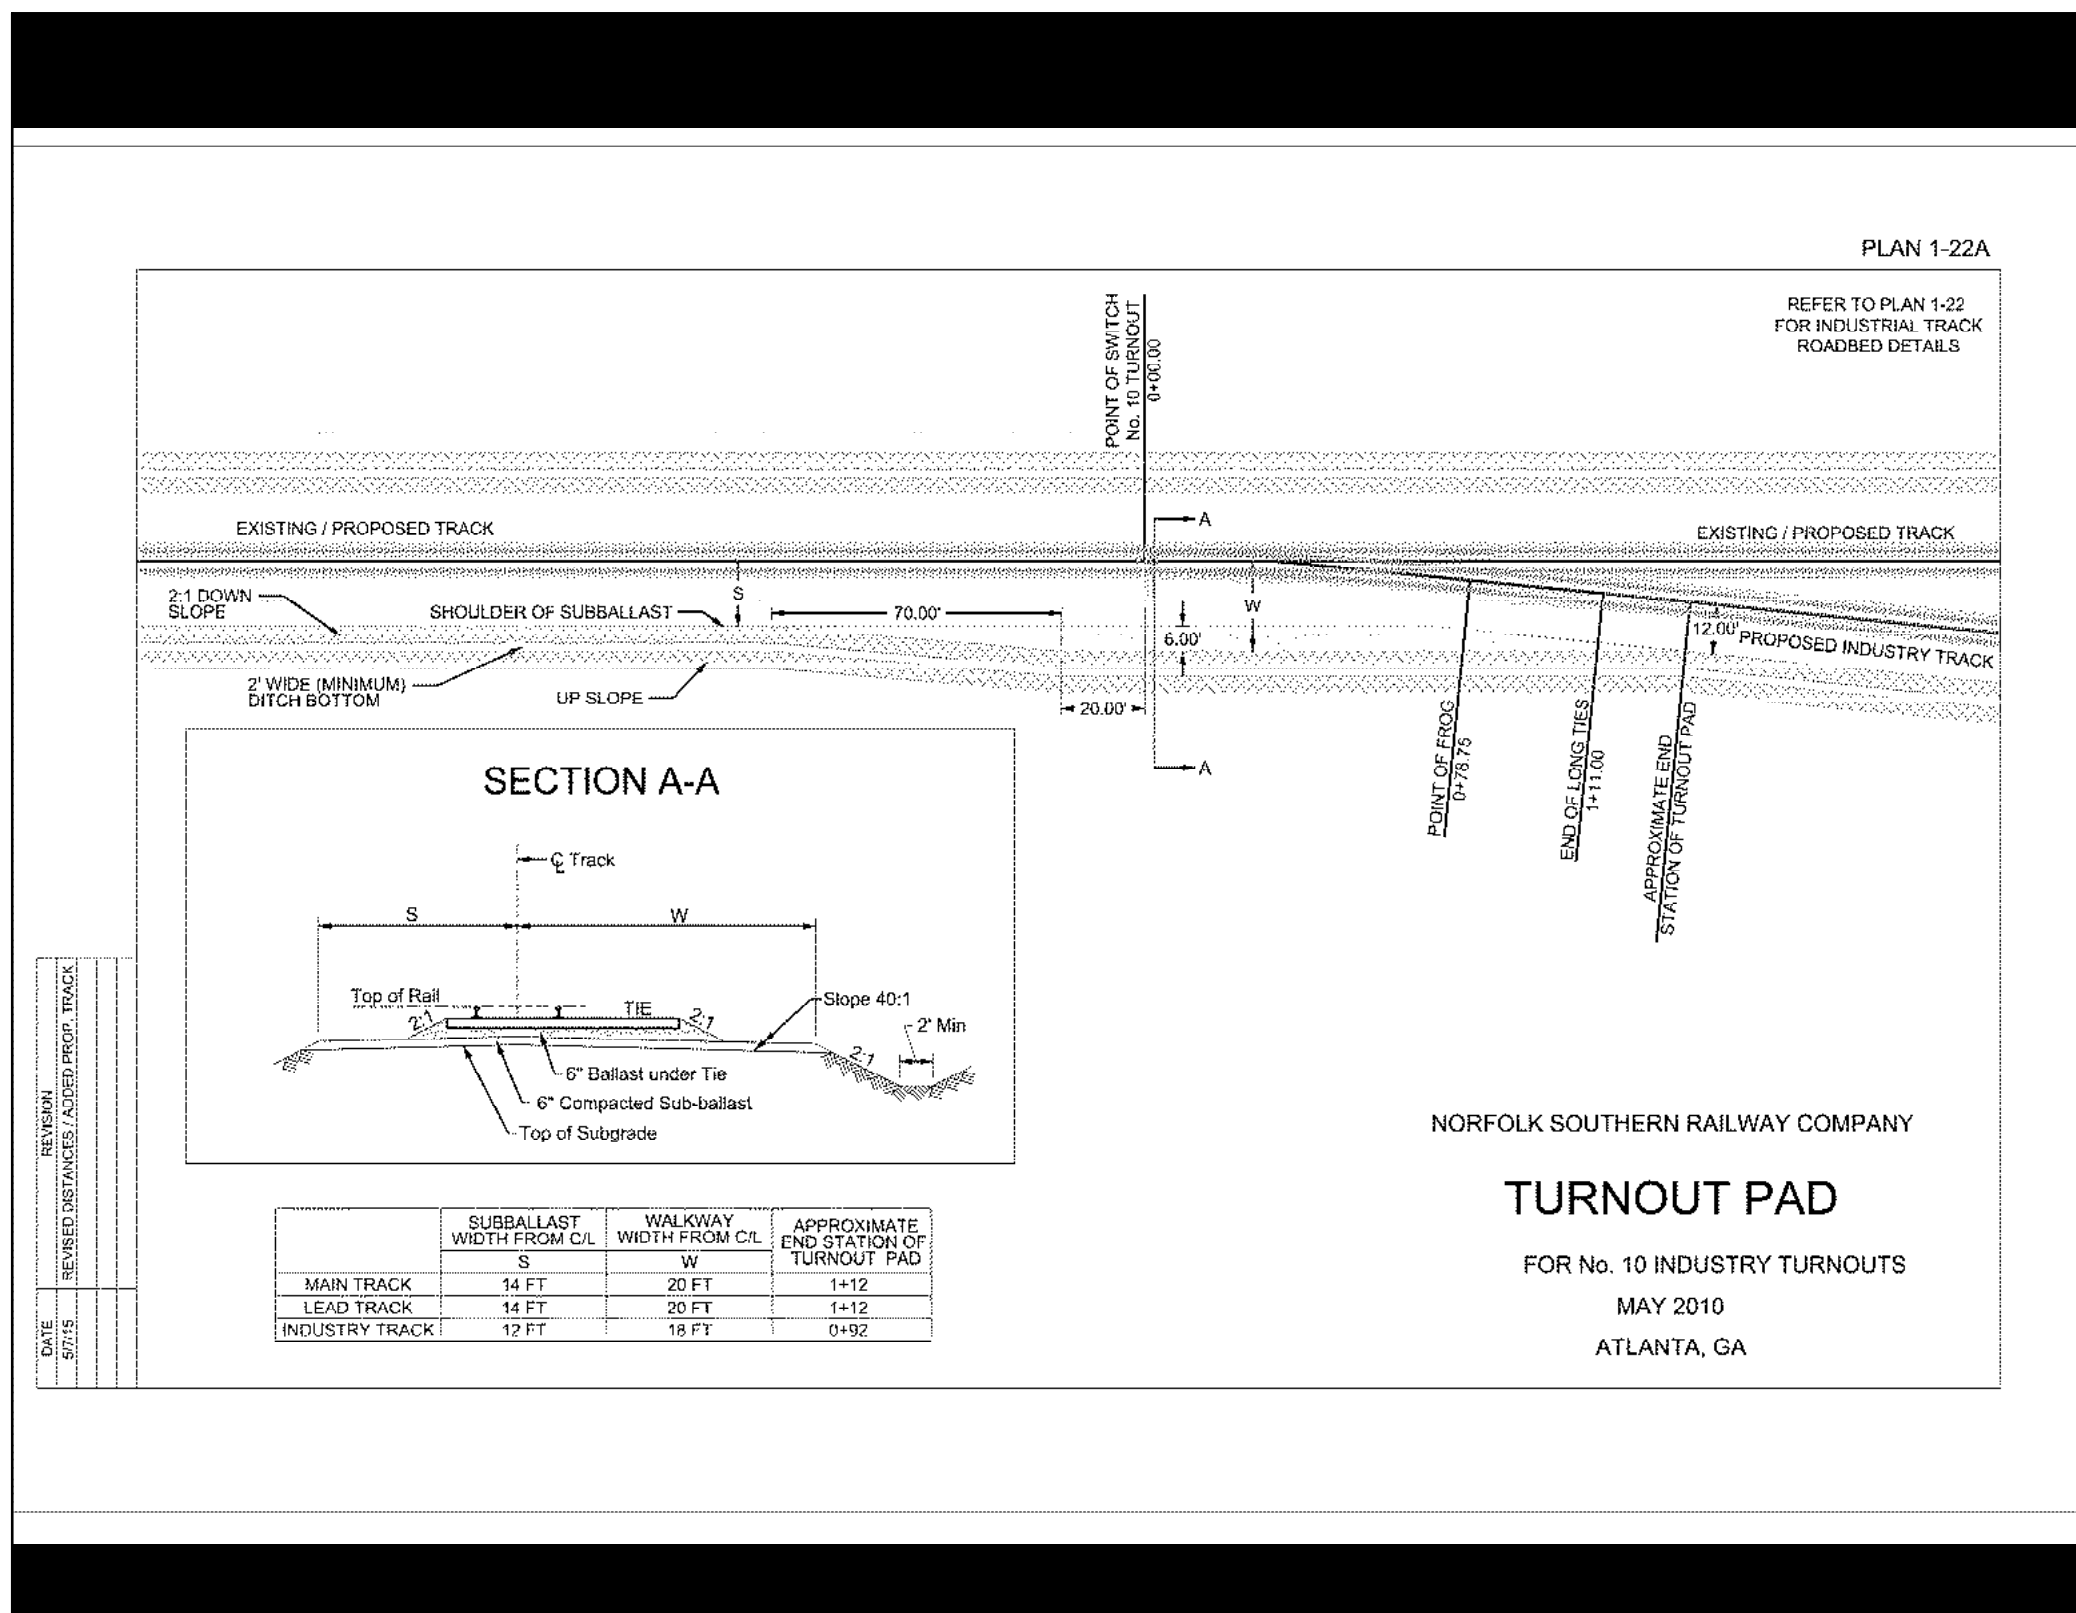 PLAN 1-22A
REFER TO PLAN 1-22
FOR INDUSTRIAL TRACK
ROADBED DETAILS
POINT OF SWITCH
No. 10 TURNOUT
0+00.00
EXISTING / PROPOSED TRACK
A
EXISTING / PROPOSED TRACK
2:1 DOWN
SLOPE
SHOULDER OF SUBBALLAST
S
70.00'
6.00'
W
12.00'
PROPOSED INDUSTRY TRACK
2' WIDE (MINIMUM)
DITCH BOTTOM
UP SLOPE
20.00'
A
POINT OF FROG
0+78.75
END OF LONG TIES
1+11.00
APPROXIMATE END
STATION OF TURNOUT PAD
SECTION A-A
℄ Track
S
W
Top of Rail
TIE
2:1
2:1
Slope 40:1
2' Min
2:1
6" Ballast under Tie
6" Compacted Sub-ballast
Top of Subgrade
SUBBALLAST
WIDTH FROM C/L
WALKWAY
WIDTH FROM C/L
APPROXIMATE
END STATION OF
TURNOUT PAD
S W
MAIN TRACK 14 FT 20 FT 1+12
LEAD TRACK 14 FT 20 FT 1+12
INDUSTRY TRACK 12 FT 18 FT 0+92
NORFOLK SOUTHERN RAILWAY COMPANY
TURNOUT PAD
FOR No. 10 INDUSTRY TURNOUTS
MAY 2010
ATLANTA, GA
DATE REVISION
5/7/15 REVISED DISTANCES / ADDED PROP. TRACK